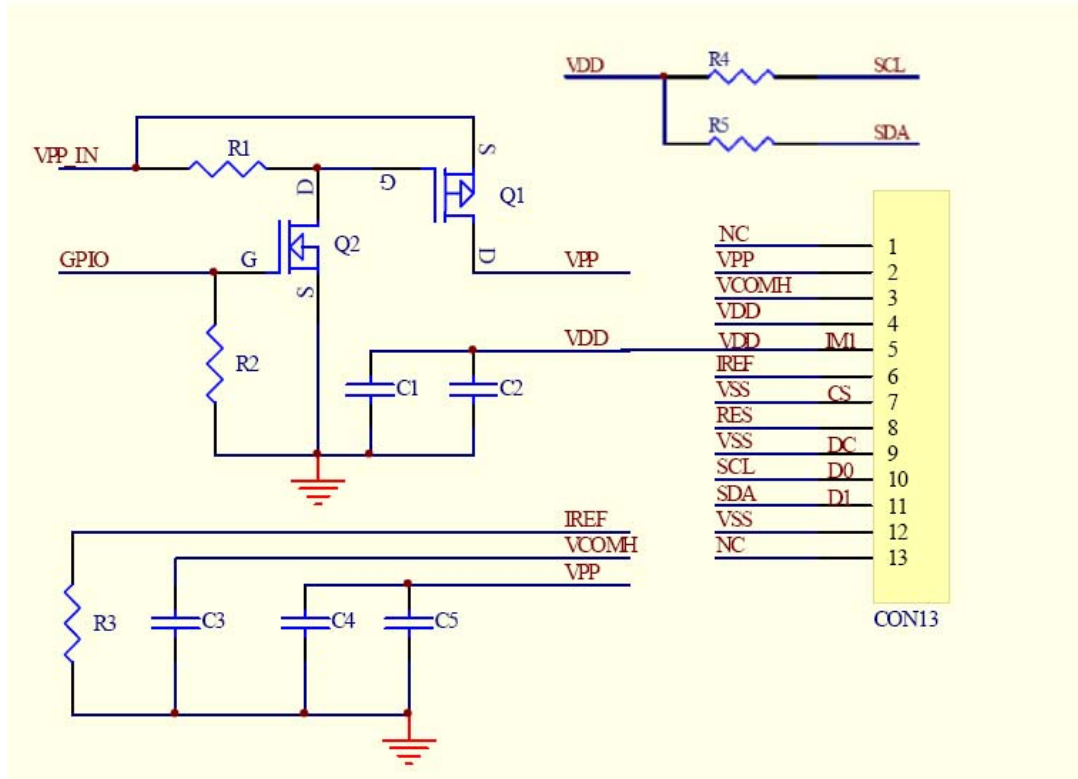 VDD R4 SCL
R5 SDA
VPP_IN R1 D G S Q1
D VPP
GPIO G Q2 S
R2
VDD
C1 C2
NC 1
VPP 2
VCOMH 3
VDD 4
VDD IM1 5
IREF 6
VSS CS 7
RES 8
VSS DC 9
SCL D0 10
SDA D1 11
VSS 12
NC 13
CON13
IREF
VCOMH
VPP
R3 C3 C4 C5